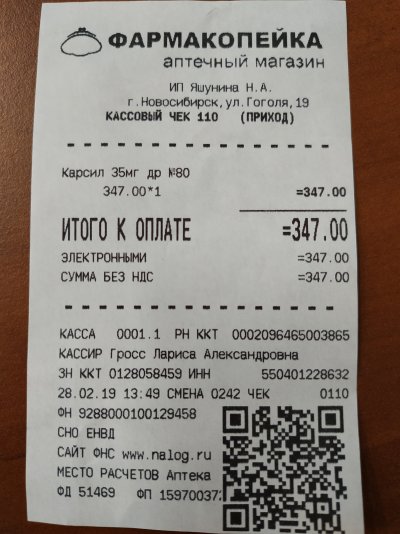 ФАРМАКОПЕЙКА
аптечный магазин
ИП Яшунина Н.А.
г.Новосибирск,ул.Гоголя,19
КАССОВЫЙ ЧЕК 110 (ПРИХОД)
Карсил 35мг др №80
347.00*1 =347.00
ИТОГО К ОПЛАТЕ =347.00
ЭЛЕКТРОННЫМИ =347.00
СУММА БЕЗ НДС =347.00
КАССА 0001.1 РН ККТ 0002096465003865
КАССИР Гросс Лариса Александровна
ЗН ККТ 0128058459 ИНН 550401228632
28.02.19 13:49 СМЕНА 0242 ЧЕК 0110
ФН 9288000100129458
СНО ЕНВД
САЙТ ФНС www.nalog.ru
МЕСТО РАСЧЕТОВ Аптека
ФД 51469 ФП 159700372